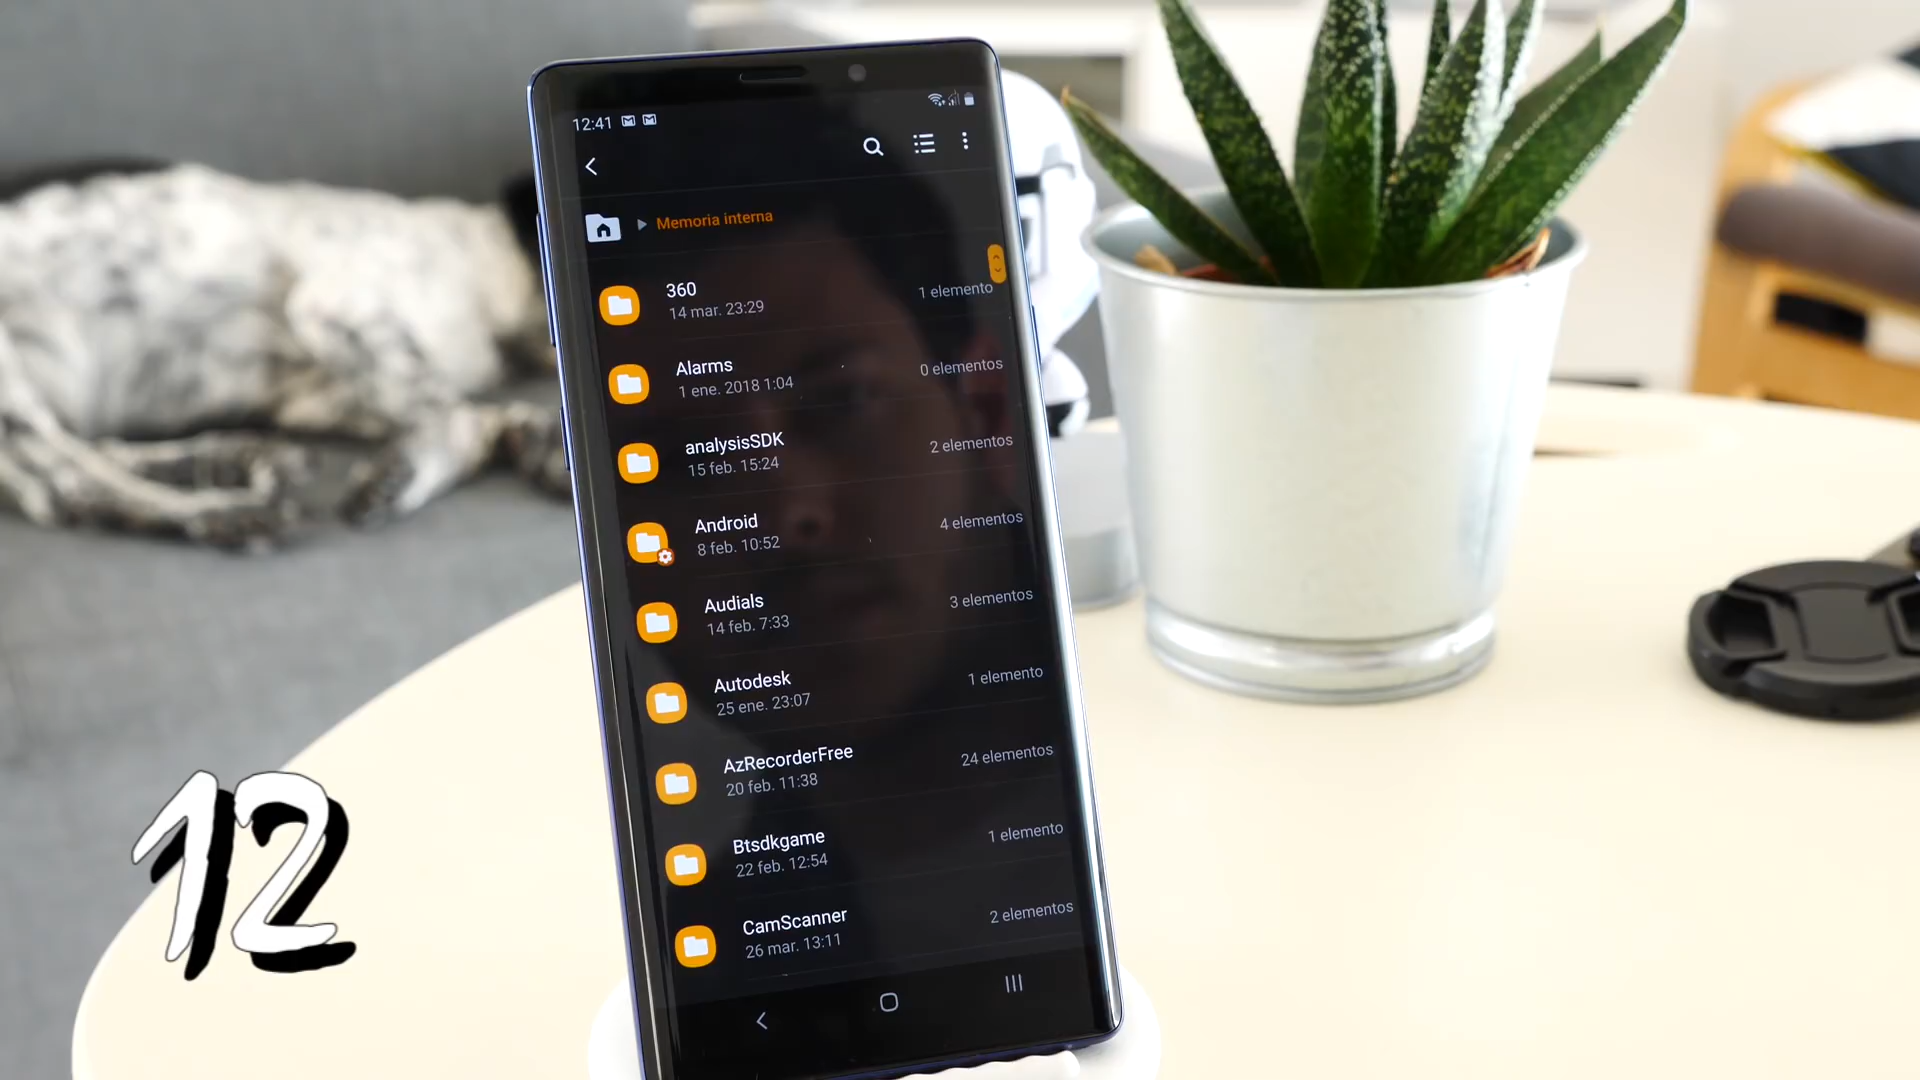 12:41
Memoria interna
360
14 mar. 23:29
1 elemento
Alarms
1 ene. 2018 1:04
0 elementos
analysisSDK
15 feb. 15:24
2 elementos
Android
8 feb. 10:52
4 elementos
Audials
14 feb. 7:33
3 elementos
Autodesk
25 ene. 23:07
1 elemento
AzRecorderFree
20 feb. 11:38
24 elementos
Btsdkgame
22 feb. 12:54
1 elemento
CamScanner
26 mar. 13:11
2 elementos
12